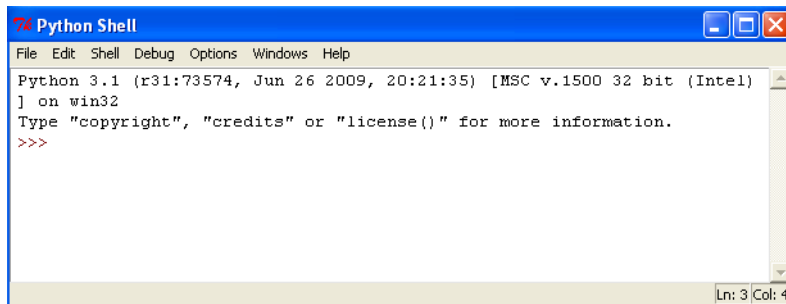 Python Shell
File Edit Shell Debug Options Windows Help
Python 3.1 (r31:73574, Jun 26 2009, 20:21:35) [MSC v.1500 32 bit (Intel)
] on win32
Type "copyright", "credits" or "license()" for more information.
>>>
Ln: 3 Col: 4